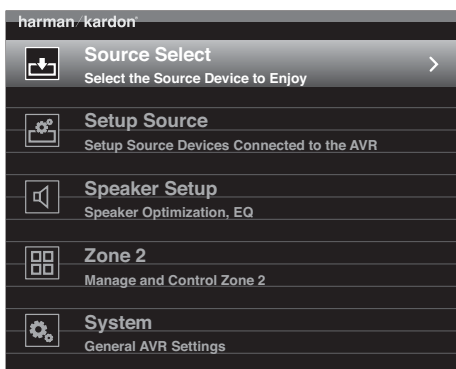 harman/kardon®
Source Select
Select the Source Device to Enjoy
Setup Source
Setup Source Devices Connected to the AVR
Speaker Setup
Speaker Optimization, EQ
Zone 2
Manage and Control Zone 2
System
General AVR Settings